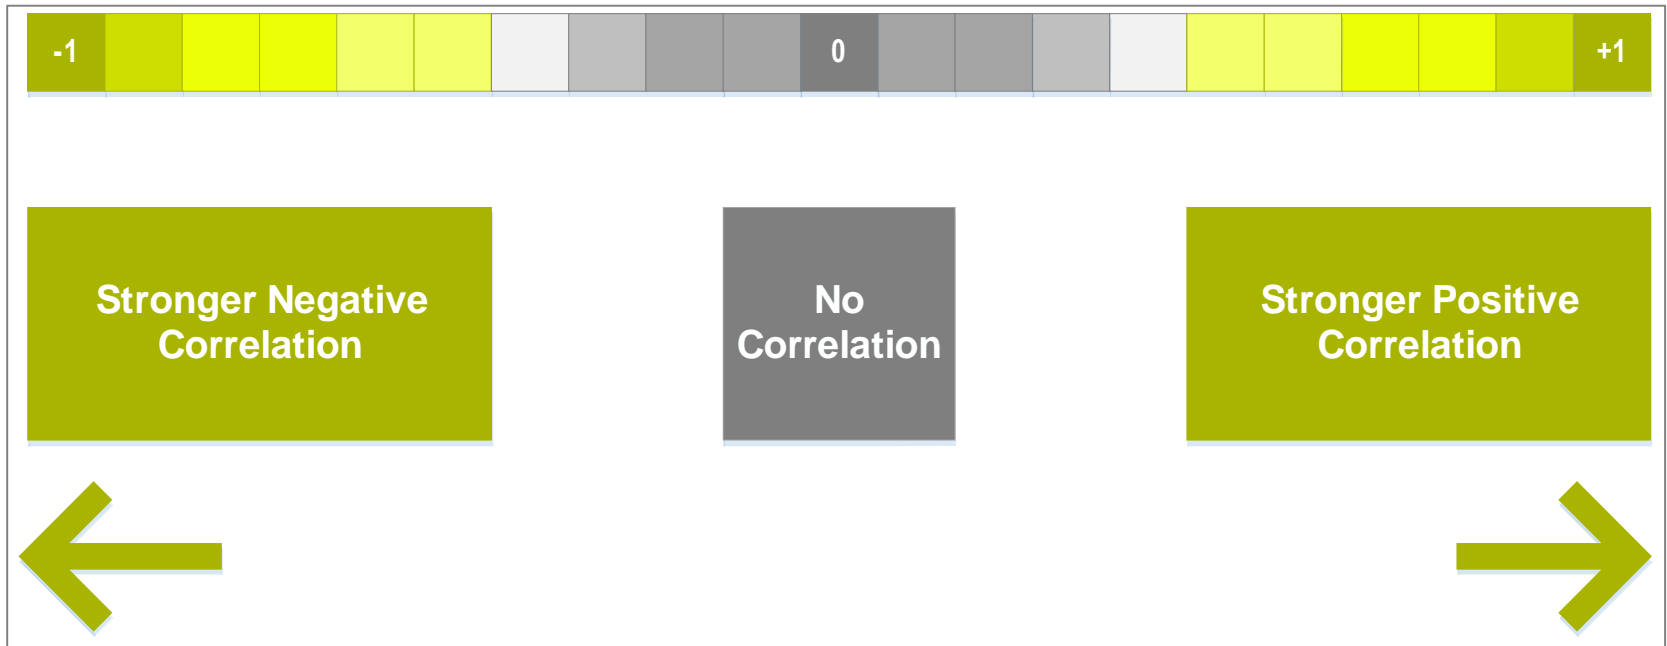 -1 0 +1
Stronger Negative
Correlation
No
Correlation
Stronger Positive
Correlation